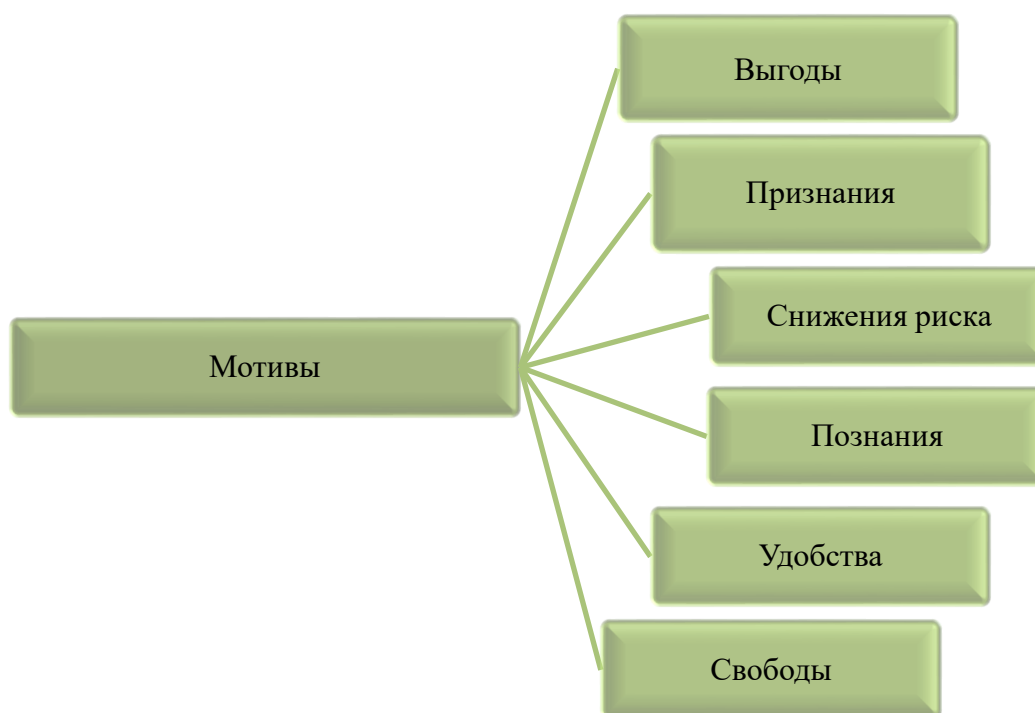 Выгоды
Признания
Снижения риска
Мотивы
Познания
Удобства
Свободы